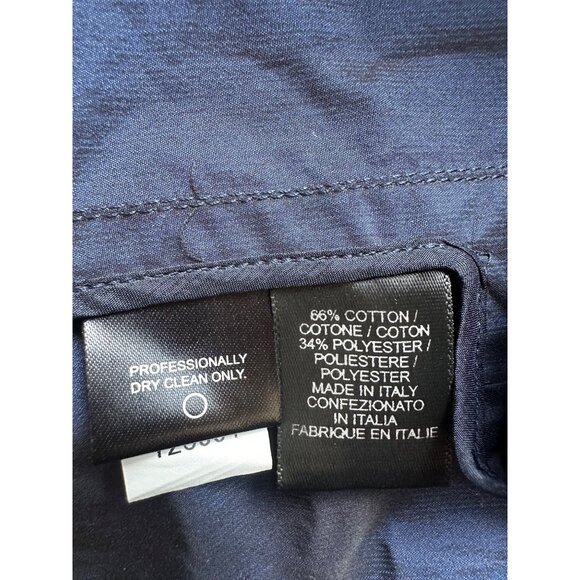 PROFESSIONALLY
DRY CLEAN ONLY.
66% COTTON /
COTONE / COTON
34% POLYESTER /
POLIESTERE /
POLYESTER
MADE IN ITALY
CONFEZIONATO
IN ITALIA
FABRIQUE EN ITALIE